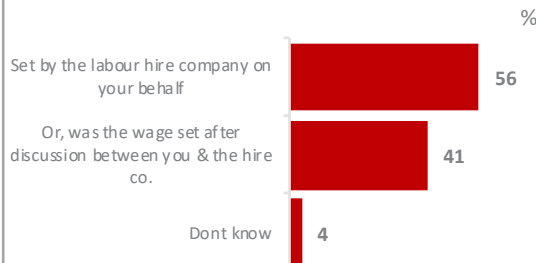 %
Set by the labour hire company on
your behalf
56
Or, was the wage set after
discussion between you & the hire
co.
41
Dont know
4